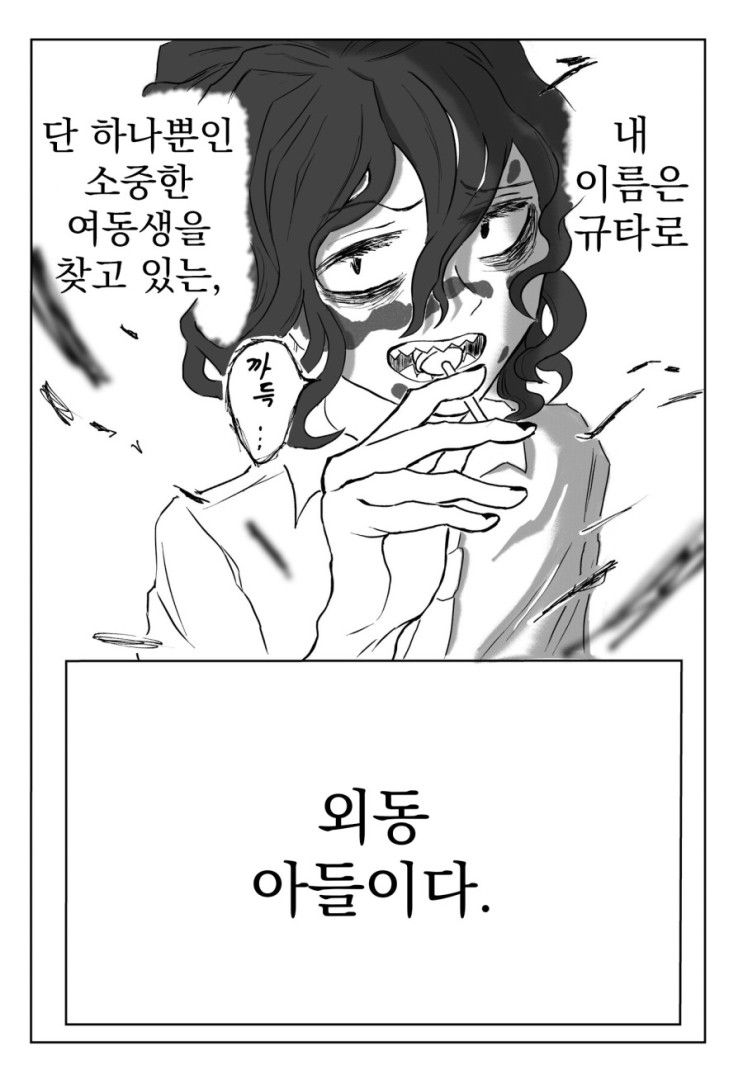 내
이름은
규타로
단 하나뿐인
소중한
여동생을
찾고 있는,
까
득
...
외동
아들이다.